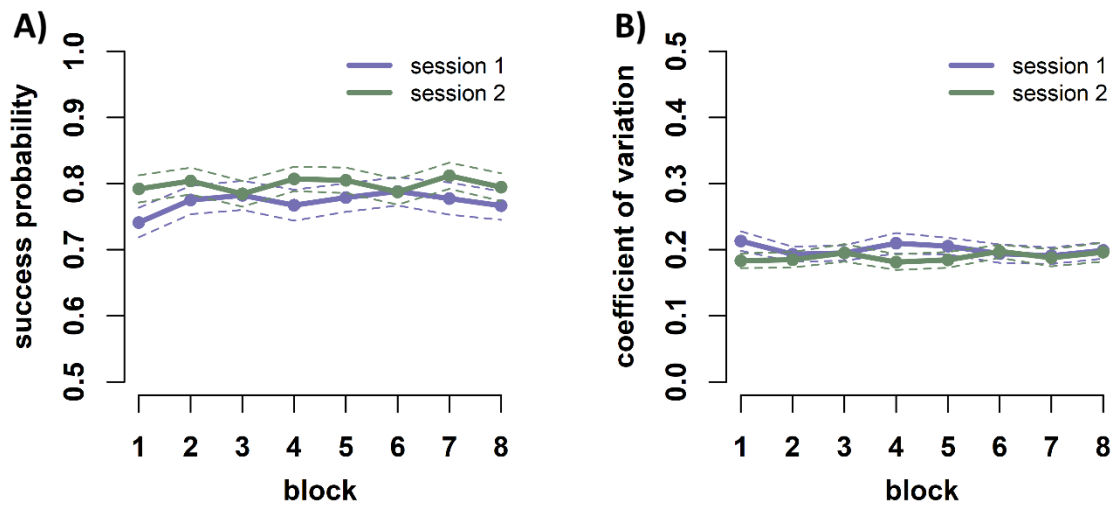 A)
success probability
1.0
0.9
0.8
0.7
0.6
0.5
session 1
session 2
1 2 3 4 5 6 7 8
block
B)
coefficient of variation
0.5
0.4
0.3
0.2
0.1
0.0
session 1
session 2
1 2 3 4 5 6 7 8
block